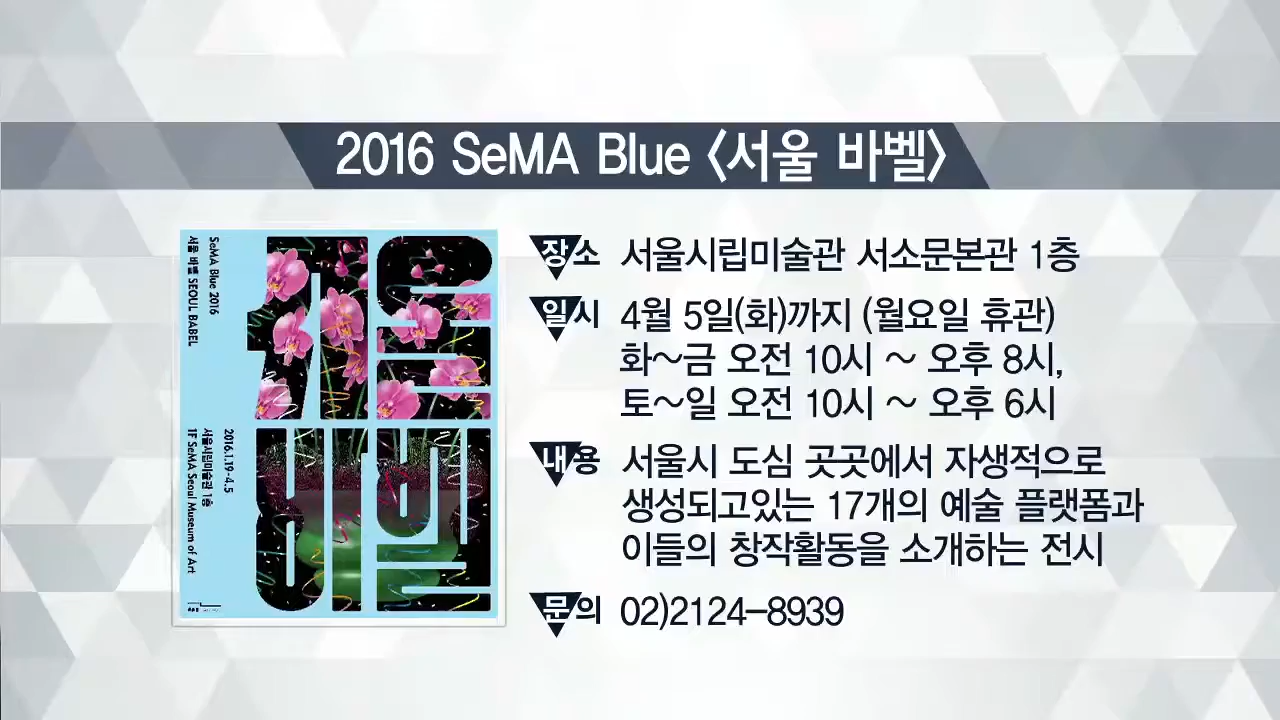 2016 SeMA Blue <서울 바벨>
SeMA Blue 2016
서울 바벨 SEOUL BABEL
서울
바벨
2016.1.19-4.5
서울시립미술관 1층
1F SeMA Seoul Museum of Art
장소 서울시립미술관 서소문본관 1층
일시 4월 5일(화)까지 (월요일 휴관)
화~금 오전 10시 ~ 오후 8시,
토~일 오전 10시 ~ 오후 6시
내용 서울시 도심 곳곳에서 자생적으로
생성되고있는 17개의 예술 플랫폼과
이들의 창작활동을 소개하는 전시
문의 02)2124-8939